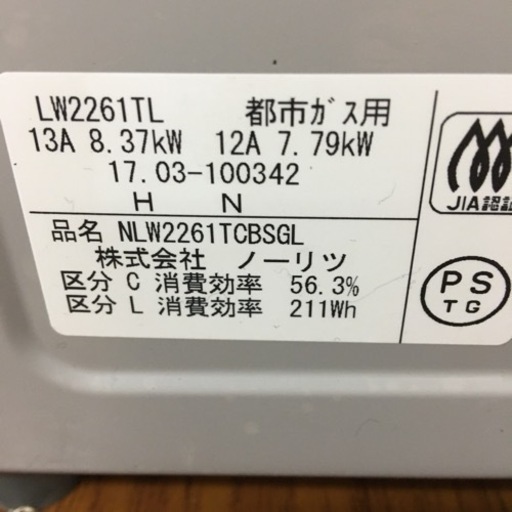 LW2261TL 都市ガス用
13A 8.37kW 12A 7.79kW
17.03-100342
H N
品名 NLW2261TCBSGL
株式会社 ノーリツ
区分 C 消費効率 56.3%
区分 L 消費効率 211Wh
JIA認証
PS
TG